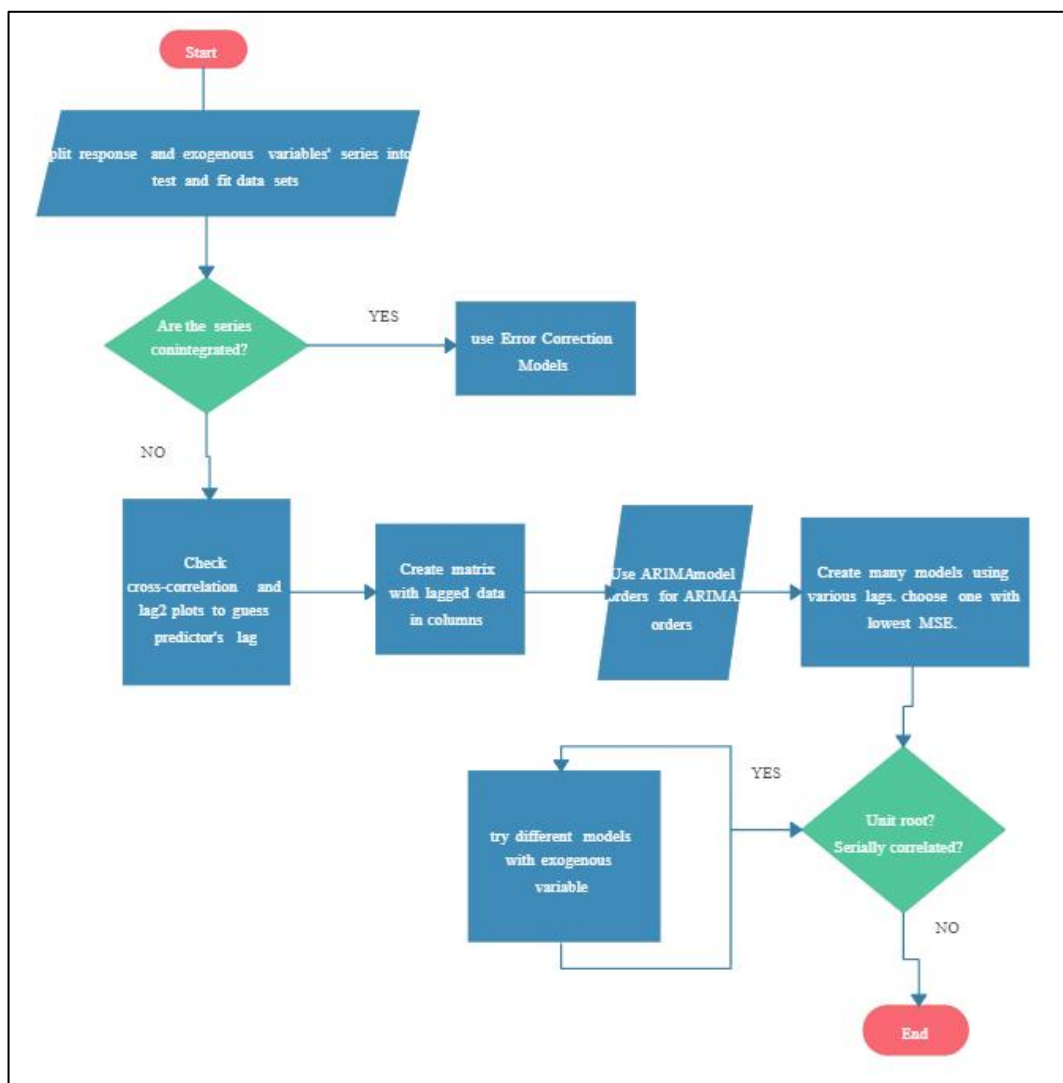 Start
plit response and exogenous variables' series into
test and fit data sets
Are the series
conintegrated?
YES
use Error Correction
Models
NO
Check
cross-correlation and
lag2 plots to guess
predictor's lag
Create matrix
with lagged data
in columns
Use ARIMAmodel
orders for ARIMA
orders
Create many models using
various lags. choose one with
lowest MSE.
YES
try different models
with exogenous
variable
Unit root?
Serially correlated?
NO
End